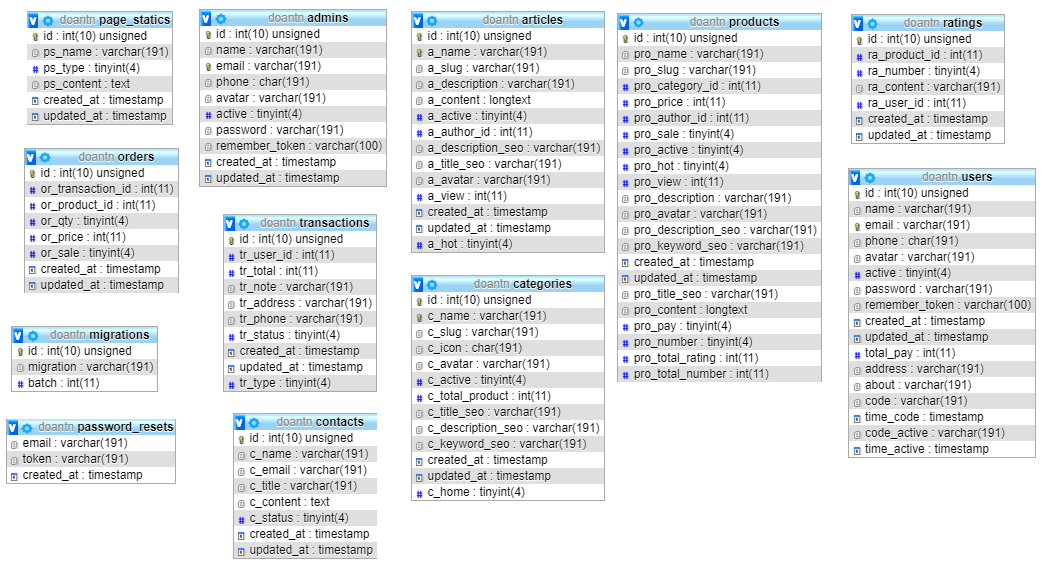 doantn page_statics
id : int(10) unsigned
ps_name : varchar(191)
ps_type : tinyint(4)
ps_content : text
created_at : timestamp
updated_at : timestamp
doantn orders
id : int(10) unsigned
or_transaction_id : int(11)
or_product_id : int(11)
or_qty : tinyint(4)
or_price : int(11)
or_sale : tinyint(4)
created_at : timestamp
updated_at : timestamp
doantn migrations
id : int(10) unsigned
migration : varchar(191)
batch : int(11)
doantn password_resets
email : varchar(191)
token : varchar(191)
created_at : timestamp
doantn admins
id : int(10) unsigned
name : varchar(191)
email : varchar(191)
phone : char(191)
avatar : varchar(191)
active : tinyint(4)
password : varchar(191)
remember_token : varchar(100)
created_at : timestamp
updated_at : timestamp
doantn transactions
id : int(10) unsigned
tr_user_id : int(11)
tr_total : int(11)
tr_note : varchar(191)
tr_address : varchar(191)
tr_phone : varchar(191)
tr_status : tinyint(4)
created_at : timestamp
updated_at : timestamp
tr_type : tinyint(4)
doantn contacts
id : int(10) unsigned
c_name : varchar(191)
c_email : varchar(191)
c_title : varchar(191)
c_content : text
c_status : tinyint(4)
created_at : timestamp
updated_at : timestamp
doantn articles
id : int(10) unsigned
a_name : varchar(191)
a_slug : varchar(191)
a_description : varchar(191)
a_content : longtext
a_active : tinyint(4)
a_author_id : int(11)
a_description_seo : varchar(191)
a_title_seo : varchar(191)
a_avatar : varchar(191)
a_view : int(11)
created_at : timestamp
updated_at : timestamp
a_hot : tinyint(4)
doantn categories
id : int(10) unsigned
c_name : varchar(191)
c_slug : varchar(191)
c_icon : char(191)
c_avatar : varchar(191)
c_active : tinyint(4)
c_total_product : int(11)
c_title_seo : varchar(191)
c_description_seo : varchar(191)
c_keyword_seo : varchar(191)
created_at : timestamp
updated_at : timestamp
c_home : tinyint(4)
doantn products
id : int(10) unsigned
pro_name : varchar(191)
pro_slug : varchar(191)
pro_category_id : int(11)
pro_price : int(11)
pro_author_id : int(11)
pro_sale : tinyint(4)
pro_active : tinyint(4)
pro_hot : tinyint(4)
pro_view : int(11)
pro_description : varchar(191)
pro_avatar : varchar(191)
pro_description_seo : varchar(191)
pro_keyword_seo : varchar(191)
created_at : timestamp
updated_at : timestamp
pro_title_seo : varchar(191)
pro_content : longtext
pro_pay : tinyint(4)
pro_number : tinyint(4)
pro_total_rating : int(11)
pro_total_number : int(11)
doantn ratings
id : int(10) unsigned
ra_product_id : int(11)
ra_number : tinyint(4)
ra_content : varchar(191)
ra_user_id : int(11)
created_at : timestamp
updated_at : timestamp
doantn users
id : int(10) unsigned
name : varchar(191)
email : varchar(191)
phone : char(191)
avatar : varchar(191)
active : tinyint(4)
password : varchar(191)
remember_token : varchar(100)
created_at : timestamp
updated_at : timestamp
total_pay : int(11)
address : varchar(191)
about : varchar(191)
code : varchar(191)
time_code : timestamp
code_active : varchar(191)
time_active : timestamp